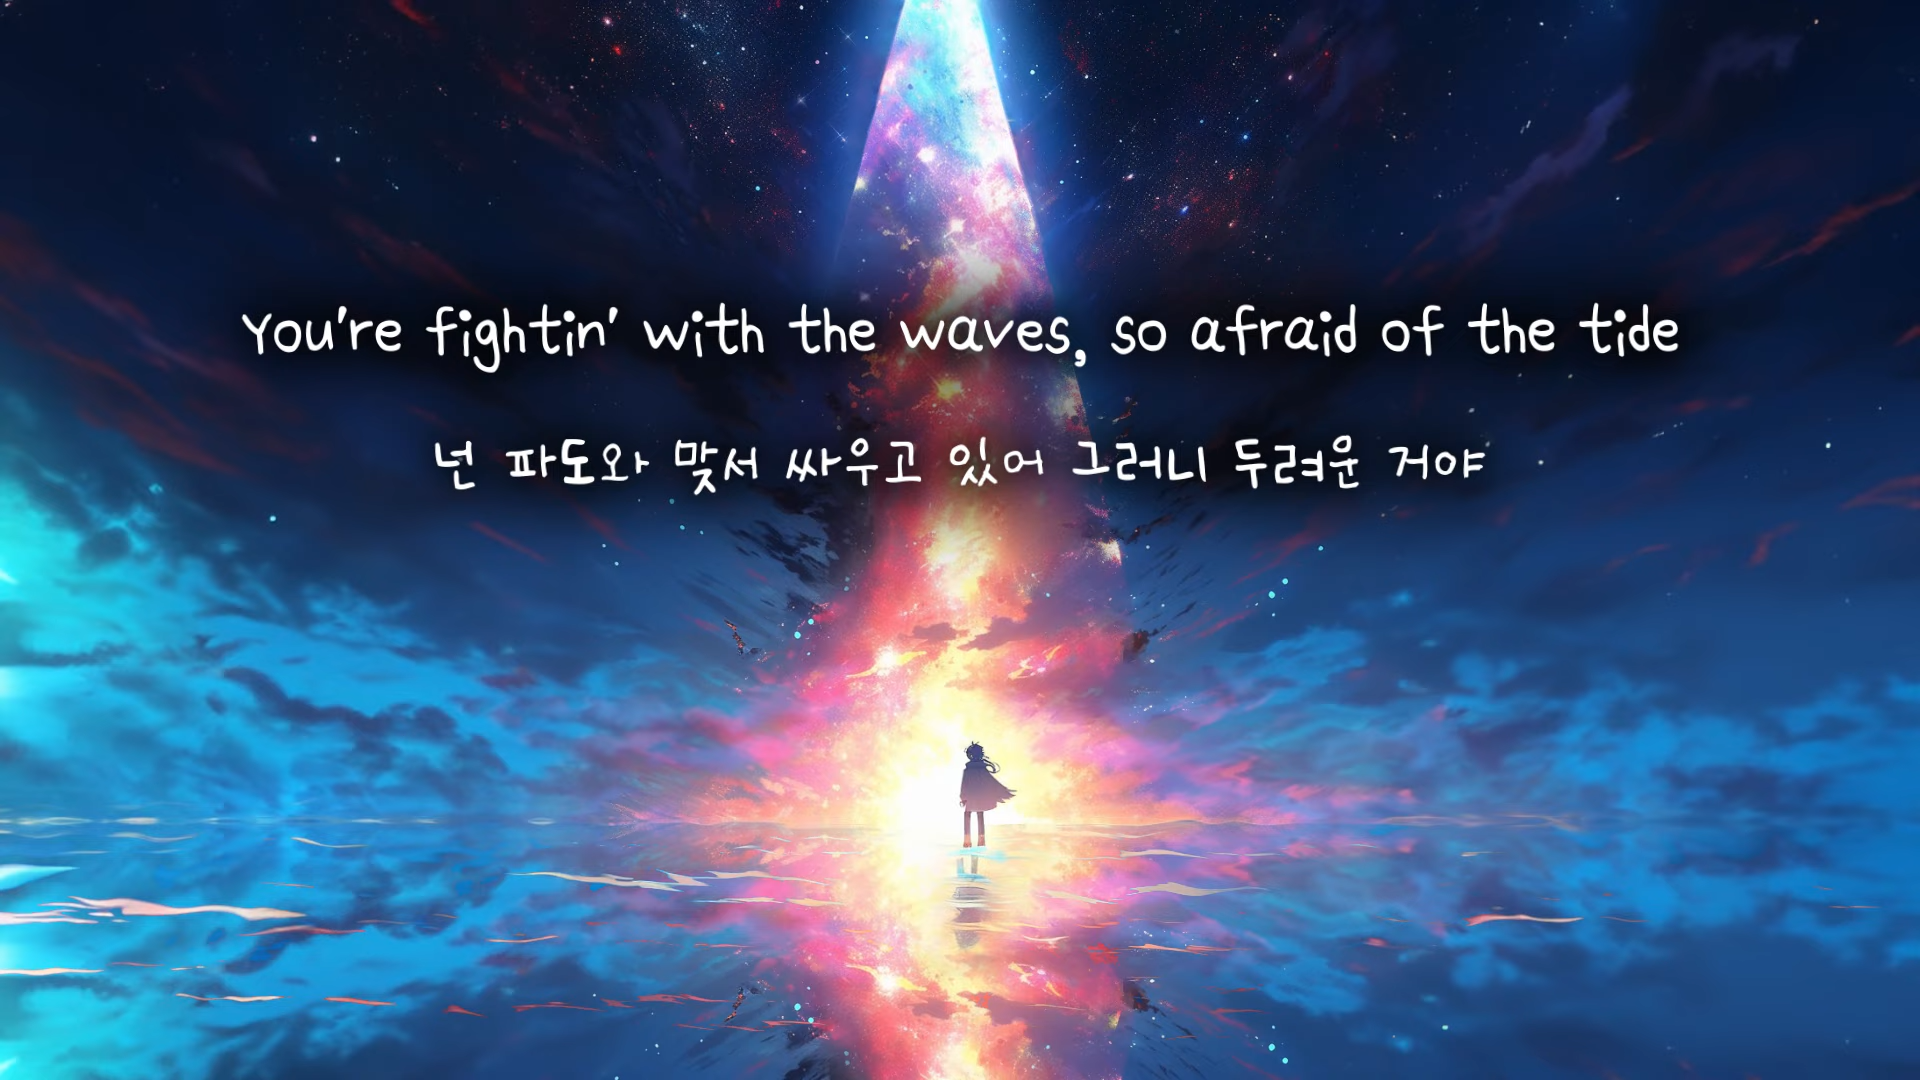 You're fightin' with the waves, so afraid of the tide
넌 파도와 맞서 싸우고 있어 그러니 두려운 거야